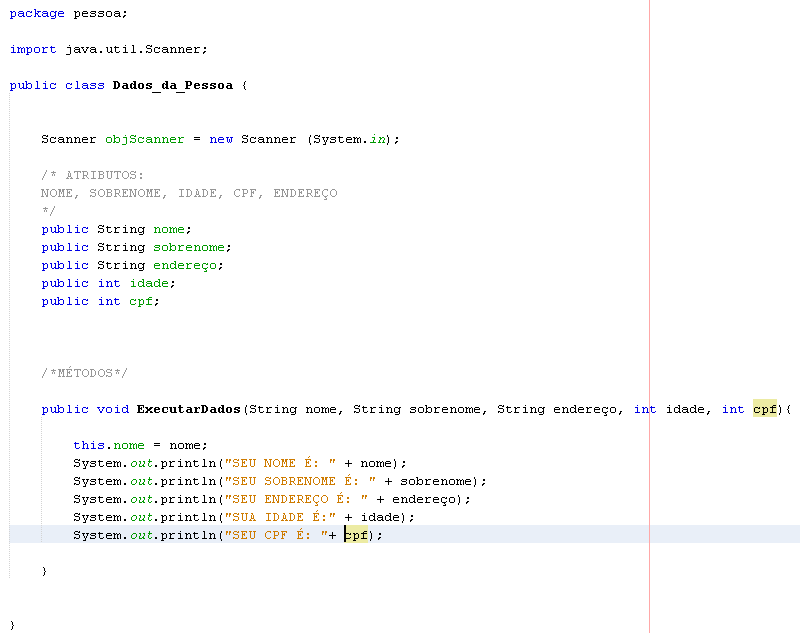 package pessoa;
import java.util.Scanner;
public class Dados_da_Pessoa {
Scanner objScanner = new Scanner (System.in);
/* ATRIBUTOS:
NOME, SOBRENOME, IDADE, CPF, ENDEREÇO
*/
public String nome;
public String sobrenome;
public String endereço;
public int idade;
public int cpf;
/*MÉTODOS*/
public void ExecutarDados(String nome, String sobrenome, String endereço, int idade, int cpf){
this.nome = nome;
System.out.println("SEU NOME É: " + nome);
System.out.println("SEU SOBRENOME É: " + sobrenome);
System.out.println("SEU ENDEREÇO É: " + endereço);
System.out.println("SUA IDADE É:" + idade);
System.out.println("SEU CPF É: "+ cpf);
}
}